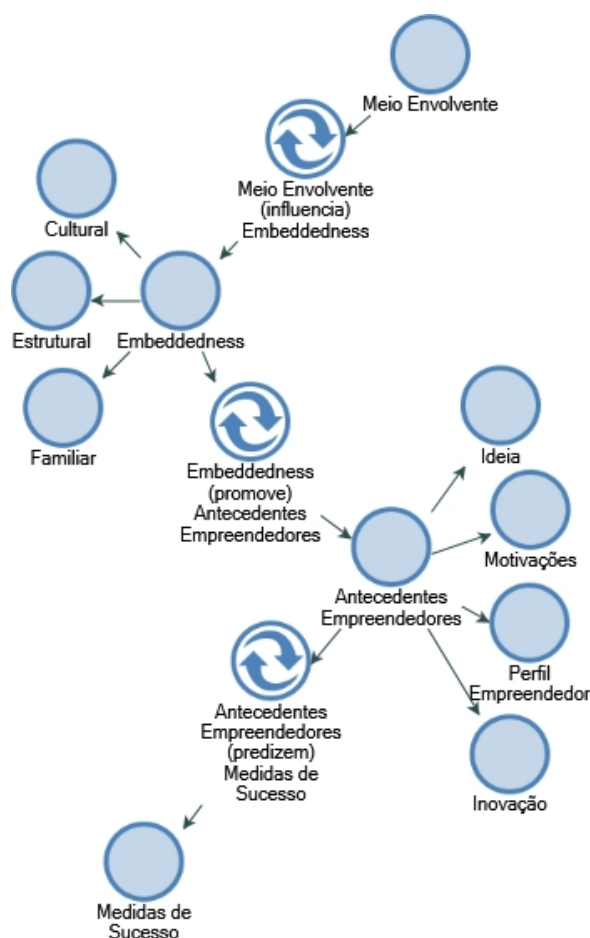 Meio Envolvente
Meio Envolvente
(influencia)
Embeddedness
Cultural
Estrutural
Embeddedness
Familiar
Ideia
Embeddedness
(promove)
Antecedentes
Empreendedores
Motivações
Antecedentes
Empreendedores
Perfil
Empreendedor
Antecedentes
Empreendedores
(predizem)
Medidas de
Sucesso
Inovação
Medidas de
Sucesso